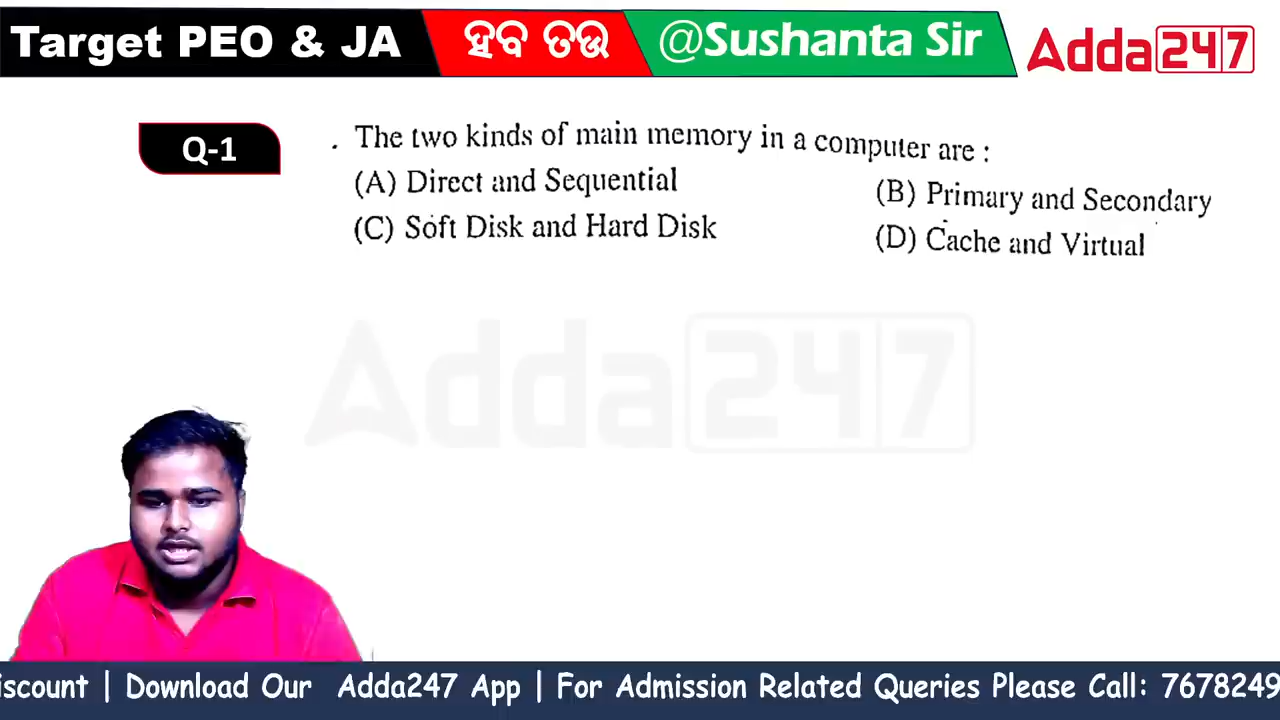 Target PEO & JA ହବ ତଉ @Sushanta Sir Adda247
Q-1
. The two kinds of main memory in a computer are :
(A) Direct and Sequential (B) Primary and Secondary
(C) Soft Disk and Hard Disk (D) Cache and Virtual
Adda247
iscount | Download Our Adda247 App | For Admission Related Queries Please Call: 7678249